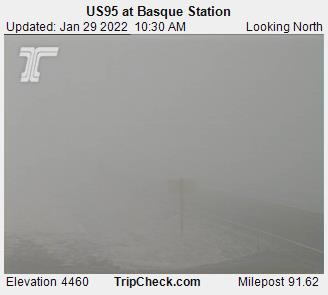 US95 at Basque Station
Updated: Jan 29 2022 10:30 AM Looking North
Elevation 4460 TripCheck.com Milepost 91.62